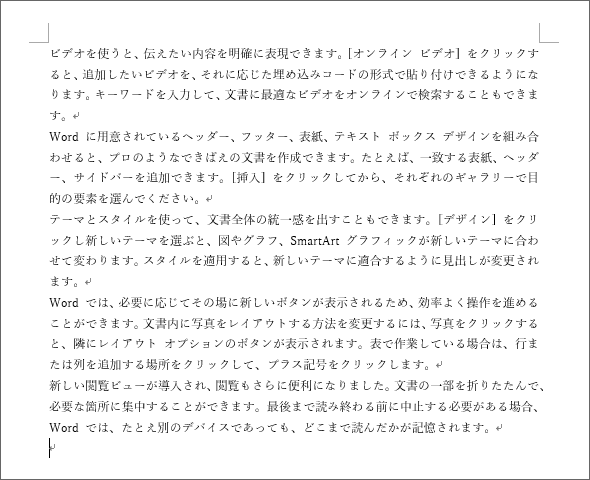 ビデオを使うと、伝えたい内容を明確に表現できます。[オンライン ビデオ] をクリックす
ると、追加したいビデオを、それに応じた埋め込みコードの形式で貼り付けできるようにな
ります。キーワードを入力して、文書に最適なビデオをオンラインで検索することもできま
す。
Word に用意されているヘッダー、フッター、表紙、テキスト ボックス デザインを組み合
わせると、プロのようなできばえの文書を作成できます。たとえば、一致する表紙、ヘッダ
ー、サイドバーを追加できます。[挿入] をクリックしてから、それぞれのギャラリーで目
的の要素を選んでください。
テーマとスタイルを使って、文書全体の統一感を出すこともできます。[デザイン] をクリ
ックし新しいテーマを選ぶと、図やグラフ、SmartArt グラフィックが新しいテーマに合わ
せて変わります。スタイルを適用すると、新しいテーマに適合するように見出しが変更され
ます。
Word では、必要に応じてその場に新しいボタンが表示されるため、効率よく操作を進める
ことができます。文書内に写真をレイアウトする方法を変更するには、写真をクリックする
と、隣にレイアウト オプションのボタンが表示されます。表で作業している場合は、行ま
たは列を追加する場所をクリックして、プラス記号をクリックします。
新しい閲覧ビューが導入され、閲覧もさらに便利になりました。文書の一部を折りたたんで、
必要な箇所に集中することができます。最後まで読み終わる前に中止する必要がある場合、
Word では、たとえ別のデバイスであっても、どこまで読んだかが記憶されます。